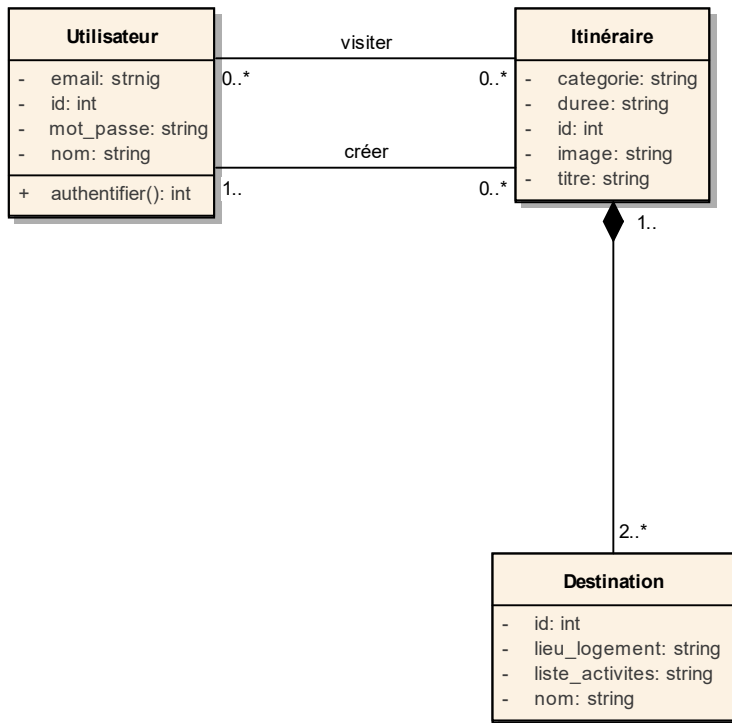 Utilisateur
- email: strnig
- id: int
- mot_passe: string
- nom: string
+ authentifier(): int
visiter
0..*
0..*
créer
1..
0..*
Itinéraire
- categorie: string
- duree: string
- id: int
- image: string
- titre: string
1..
2..*
Destination
- id: int
- lieu_logement: string
- liste_activites: string
- nom: string